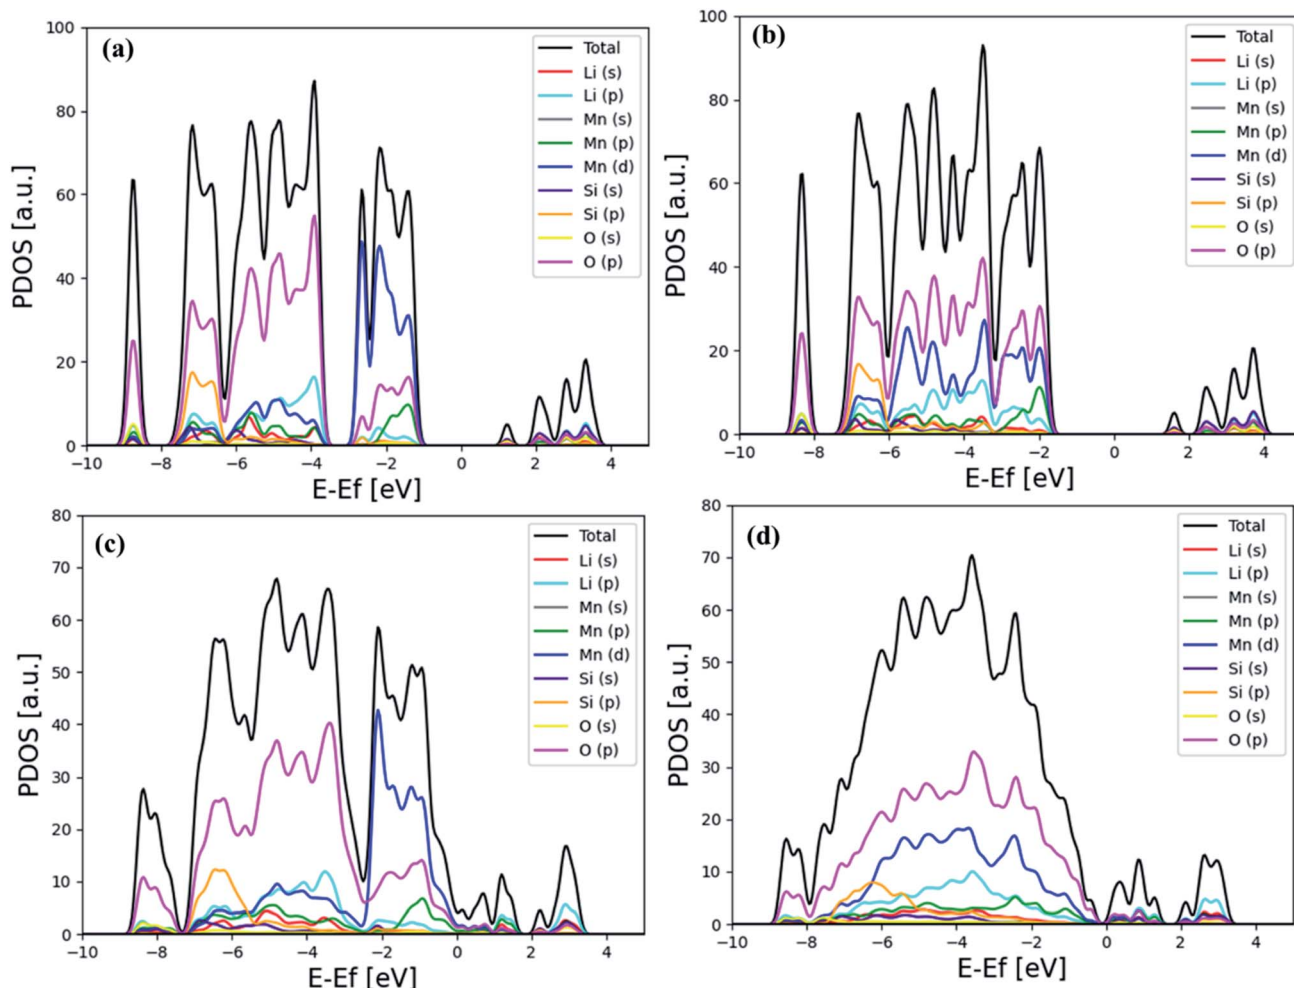 (a)
PDOS [a.u.]
100
80
60
40
20
0
−10
−8
−6
−4
−2
0
2
4
E-Ef [eV]
Total
Li (s)
Li (p)
Mn (s)
Mn (p)
Mn (d)
Si (s)
Si (p)
O (s)
O (p)
(b)
PDOS [a.u.]
100
80
60
40
20
0
−10
−8
−6
−4
−2
0
2
4
E-Ef [eV]
Total
Li (s)
Li (p)
Mn (s)
Mn (p)
Mn (d)
Si (s)
Si (p)
O (s)
O (p)
(c)
PDOS [a.u.]
80
70
60
50
40
30
20
10
0
−10
−8
−6
−4
−2
0
2
4
E-Ef [eV]
Total
Li (s)
Li (p)
Mn (s)
Mn (p)
Mn (d)
Si (s)
Si (p)
O (s)
O (p)
(d)
PDOS [a.u.]
80
70
60
50
40
30
20
10
0
−10
−8
−6
−4
−2
0
2
4
E-Ef [eV]
Total
Li (s)
Li (p)
Mn (s)
Mn (p)
Mn (d)
Si (s)
Si (p)
O (s)
O (p)